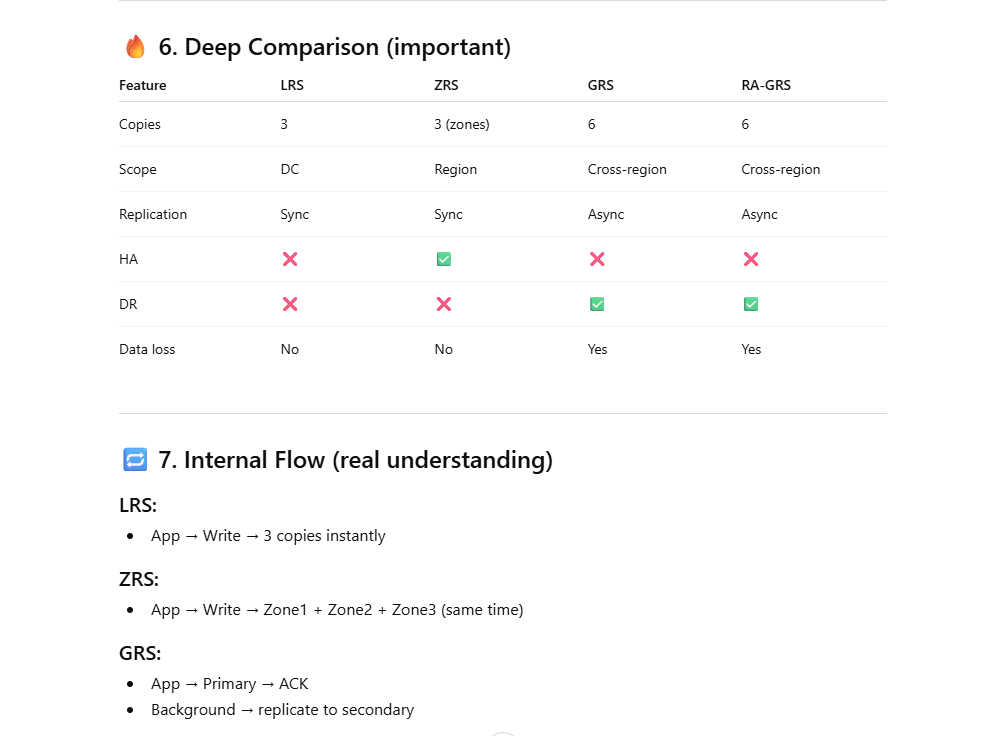 🔥 6. Deep Comparison (important)
Feature LRS ZRS GRS RA-GRS
Copies 3 3 (zones) 6 6
Scope DC Region Cross-region Cross-region
Replication Sync Sync Async Async
HA ❌ ✅ ❌ ❌
DR ❌ ❌ ✅ ✅
Data loss No No Yes Yes
🔁 7. Internal Flow (real understanding)
LRS:
• App → Write → 3 copies instantly
ZRS:
• App → Write → Zone1 + Zone2 + Zone3 (same time)
GRS:
• App → Primary → ACK
• Background → replicate to secondary